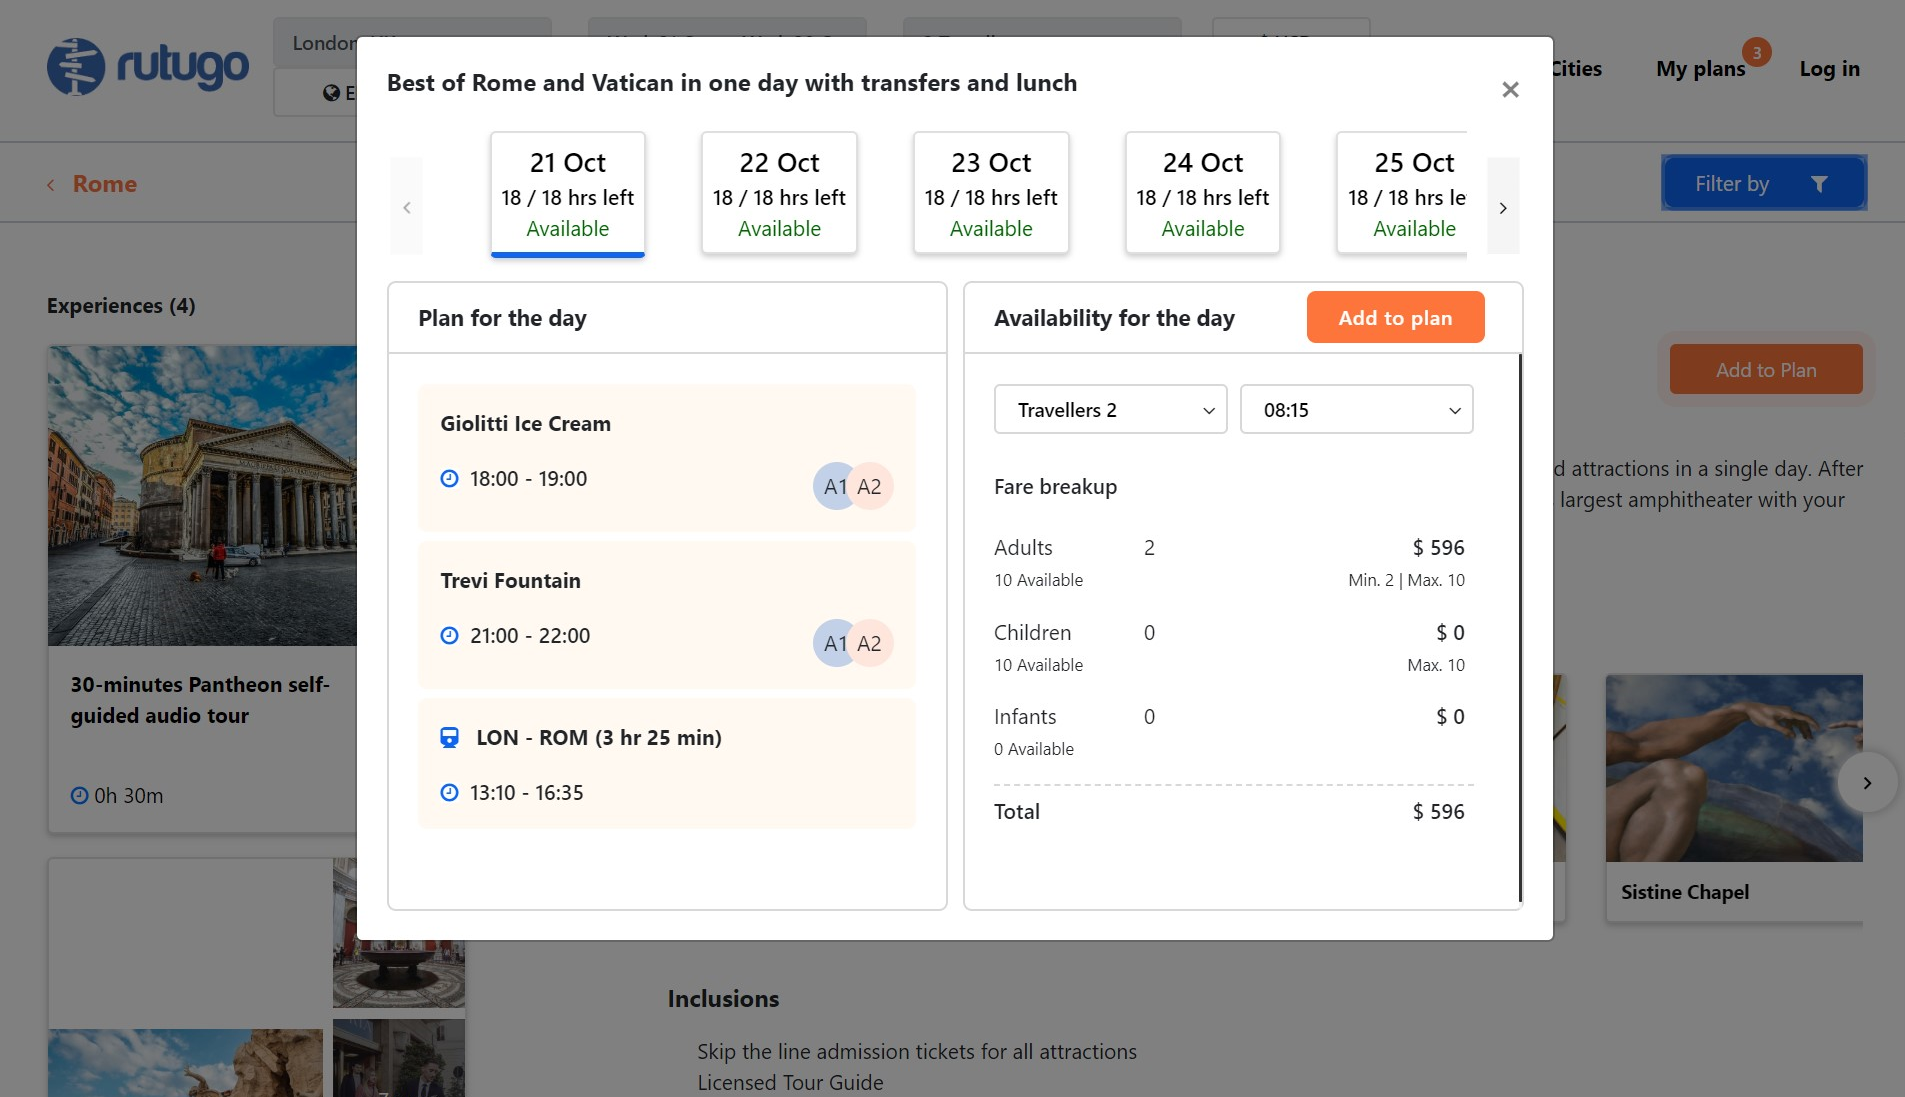 rutugo
London
E
Cities
My plans
3
Log in
Rome
Filter by
Experiences (4)
Add to Plan
d attractions in a single day. After
largest amphitheater with your
30-minutes Pantheon self-
guided audio tour
0h 30m
Sistine Chapel
Inclusions
Skip the line admission tickets for all attractions
Licensed Tour Guide
Best of Rome and Vatican in one day with transfers and lunch
21 Oct
18 / 18 hrs left
Available
22 Oct
18 / 18 hrs left
Available
23 Oct
18 / 18 hrs left
Available
24 Oct
18 / 18 hrs left
Available
25 Oct
18 / 18 hrs le
Available
Plan for the day
Giolitti Ice Cream
18:00 - 19:00
A1 A2
Trevi Fountain
21:00 - 22:00
A1 A2
LON - ROM (3 hr 25 min)
13:10 - 16:35
Availability for the day
Add to plan
Travellers 2
08:15
Fare breakup
Adults 2 $ 596
10 Available Min. 2 | Max. 10
Children 0 $ 0
10 Available Max. 10
Infants 0 $ 0
0 Available
Total $ 596